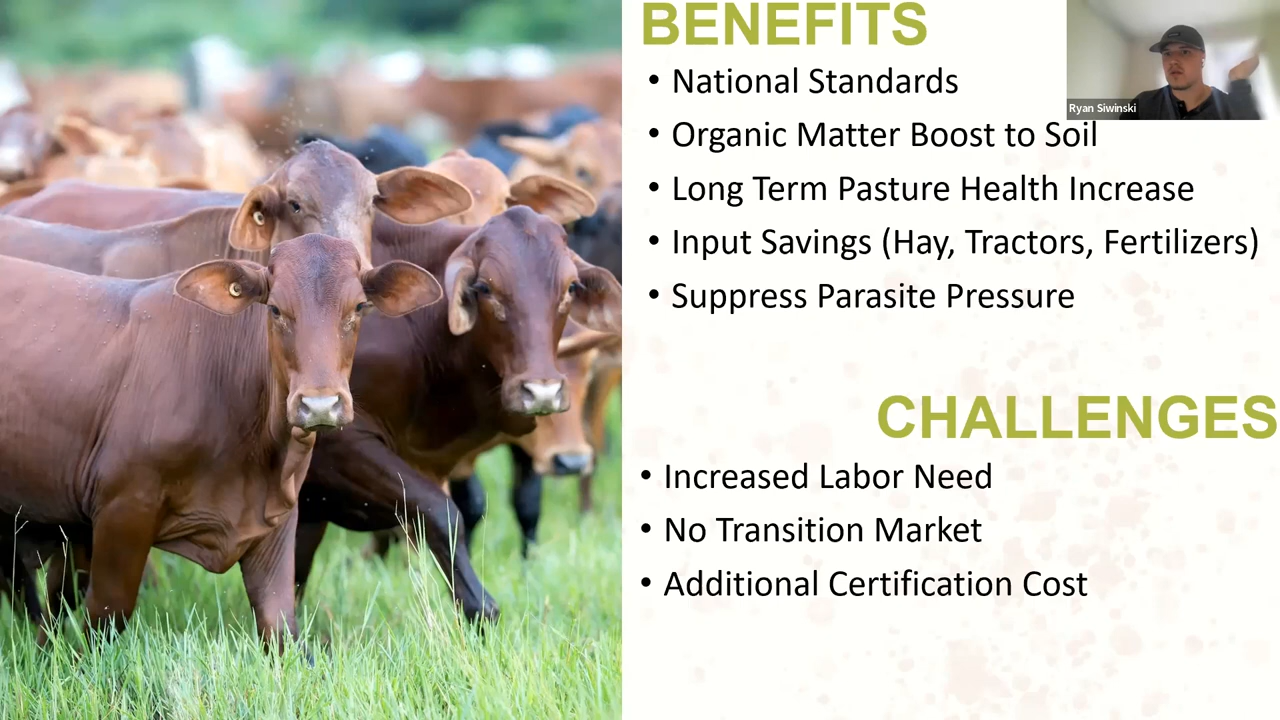 BENEFITS
• National Standards
Ryan Siwinski
• Organic Matter Boost to Soil
• Long Term Pasture Health Increase
• Input Savings (Hay, Tractors, Fertilizers)
• Suppress Parasite Pressure
CHALLENGES
• Increased Labor Need
• No Transition Market
• Additional Certification Cost